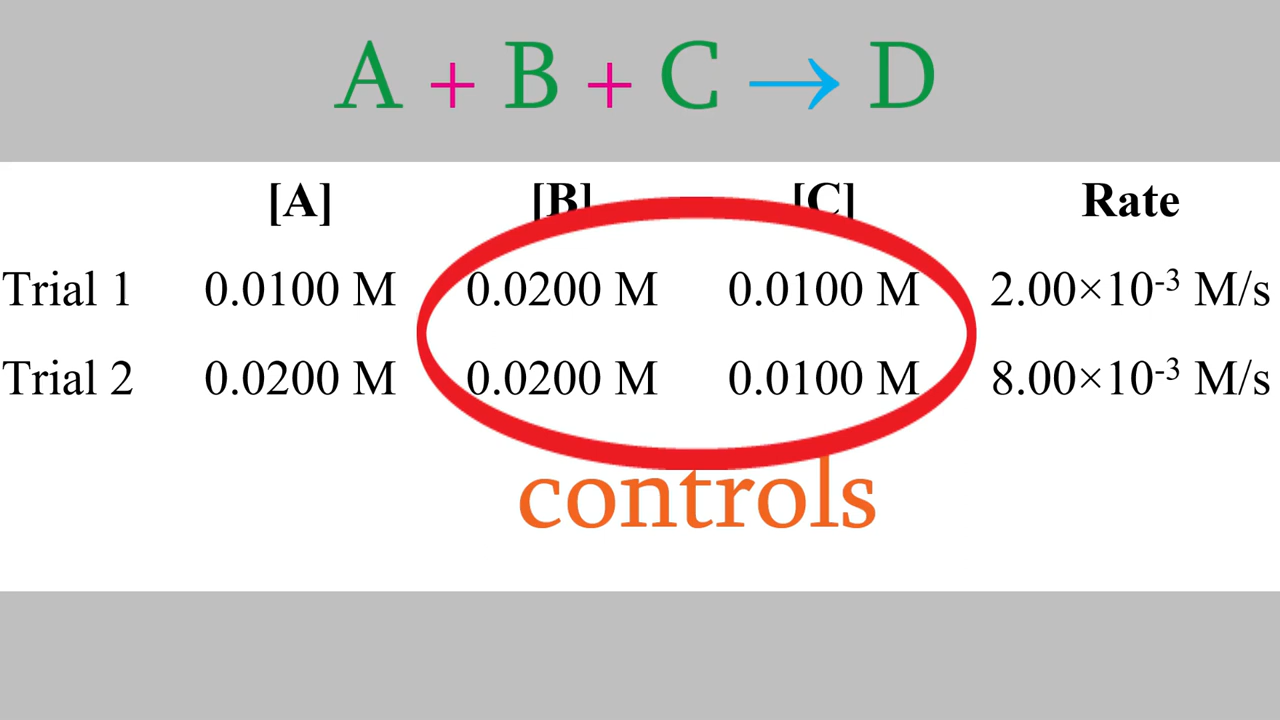 A + B + C → D
[A] [B] [C] Rate
Trial 1 0.0100 M 0.0200 M 0.0100 M 2.00×10⁻³ M/s
Trial 2 0.0200 M 0.0200 M 0.0100 M 8.00×10⁻³ M/s
controls